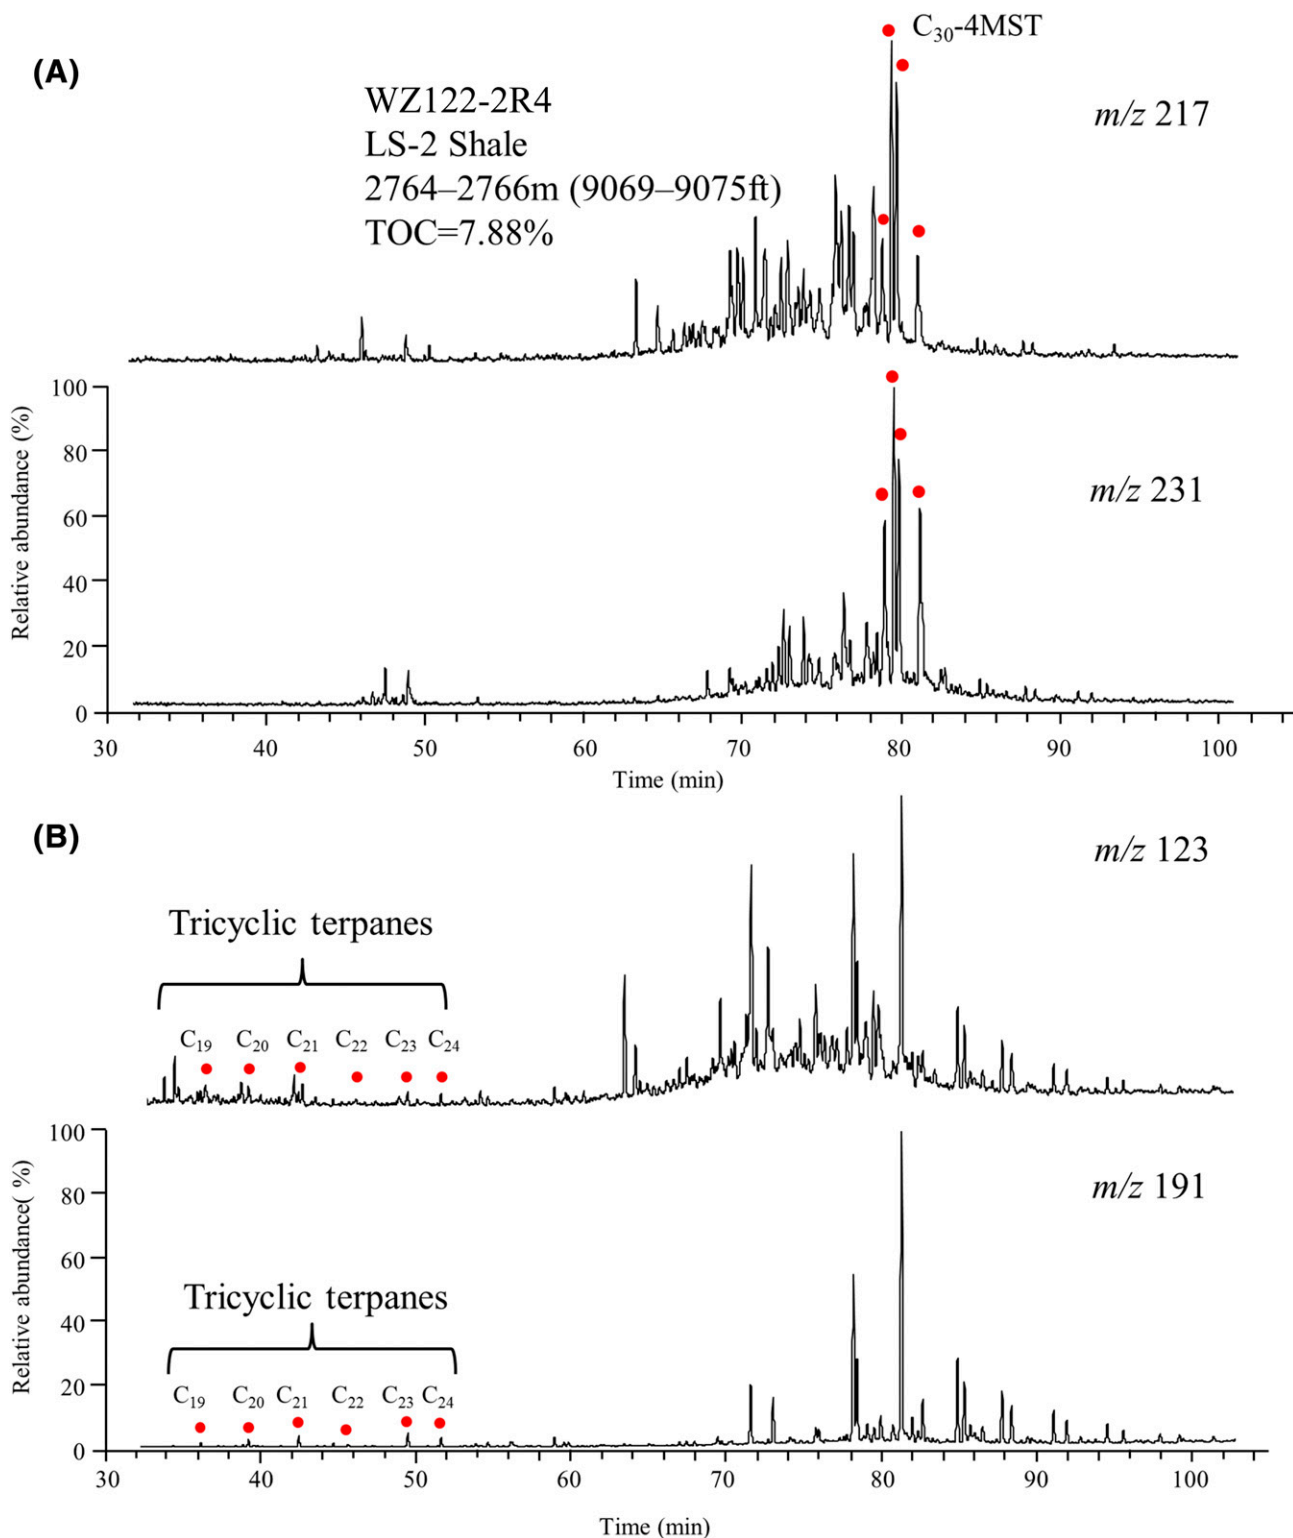 (A)
C₃₀-4MST
WZ122-2R4
LS-2 Shale
2764–2766m (9069–9075ft)
TOC=7.88%
m/z 217
Relative abundance (%)
100
80
60
40
20
0
m/z 231
30 40 50 60 70 80 90 100
Time (min)
(B)
m/z 123
Tricyclic terpanes
C₁₉ C₂₀ C₂₁ C₂₂ C₂₃ C₂₄
Relative abundance( %)
100
80
60
40
20
0
m/z 191
Tricyclic terpanes
C₁₉ C₂₀ C₂₁ C₂₂ C₂₃ C₂₄
30 40 50 60 70 80 90 100
Time (min)